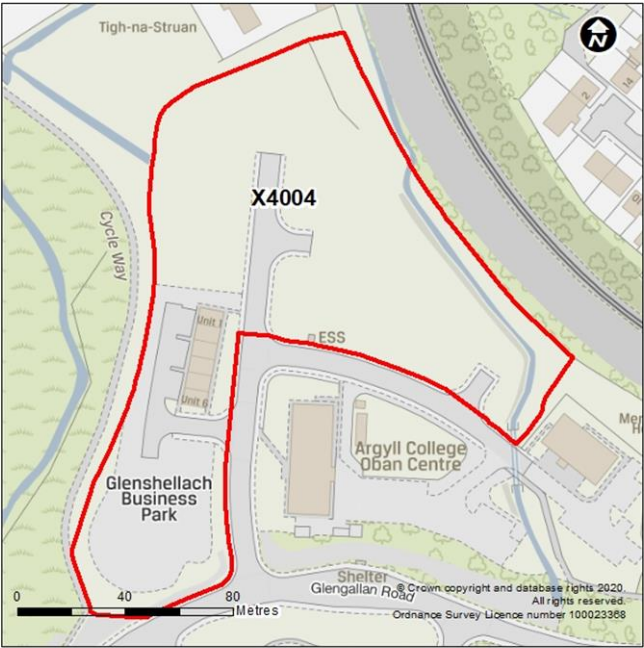 Tigh-na-Struan
N
2
14
X4004
Cycle Way
Unit 1
ESS
Unit 6
Argyll College
Oban Centre
Glenshellach
Business
Park
Shelter
Glengallan Road
0 40 80
Metres
© Crown copyright and database rights 2020.
All rights reserved.
Ordnance Survey Licence number 100023368